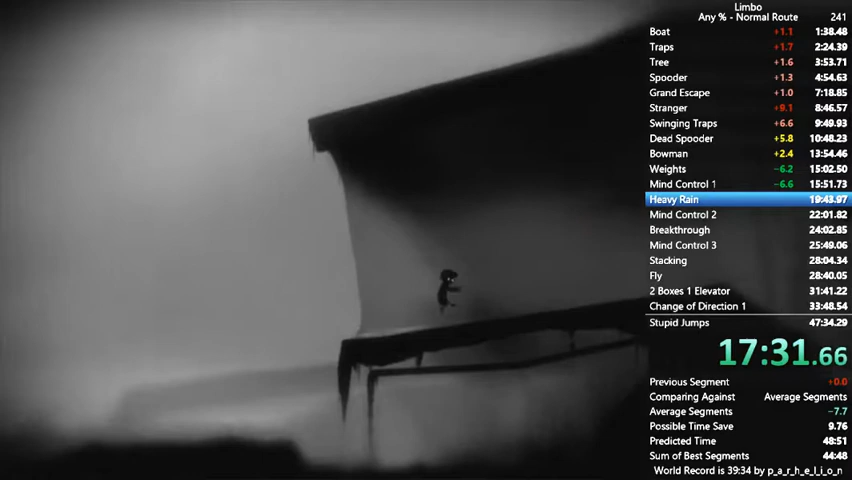 Limbo
Any % - Normal Route 241
Boat +1.1 1:38.48
Traps +1.7 2:24.39
Tree +1.6 3:53.71
Spooder +1.3 4:54.63
Grand Escape +1.0 7:18.85
Stranger +9.1 8:46.57
Swinging Traps +6.6 9:49.93
Dead Spooder +5.8 10:48.23
Bowman +2.4 13:54.46
Weights −6.2 15:02.50
Mind Control 1 −6.6 15:51.73
Heavy Rain 19:43.97
Mind Control 2 22:01.82
Breakthrough 24:02.85
Mind Control 3 25:49.06
Stacking 28:04.34
Fly 28:40.05
2 Boxes 1 Elevator 31:41.22
Change of Direction 1 33:48.54
Stupid Jumps 47:34.29
17:31.66
Previous Segment +0.0
Comparing Against Average Segments
Average Segments −7.7
Possible Time Save 9.76
Predicted Time 48:51
Sum of Best Segments 44:48
World Record is 39:34 by p_a_r_h_e_l_i_o_n